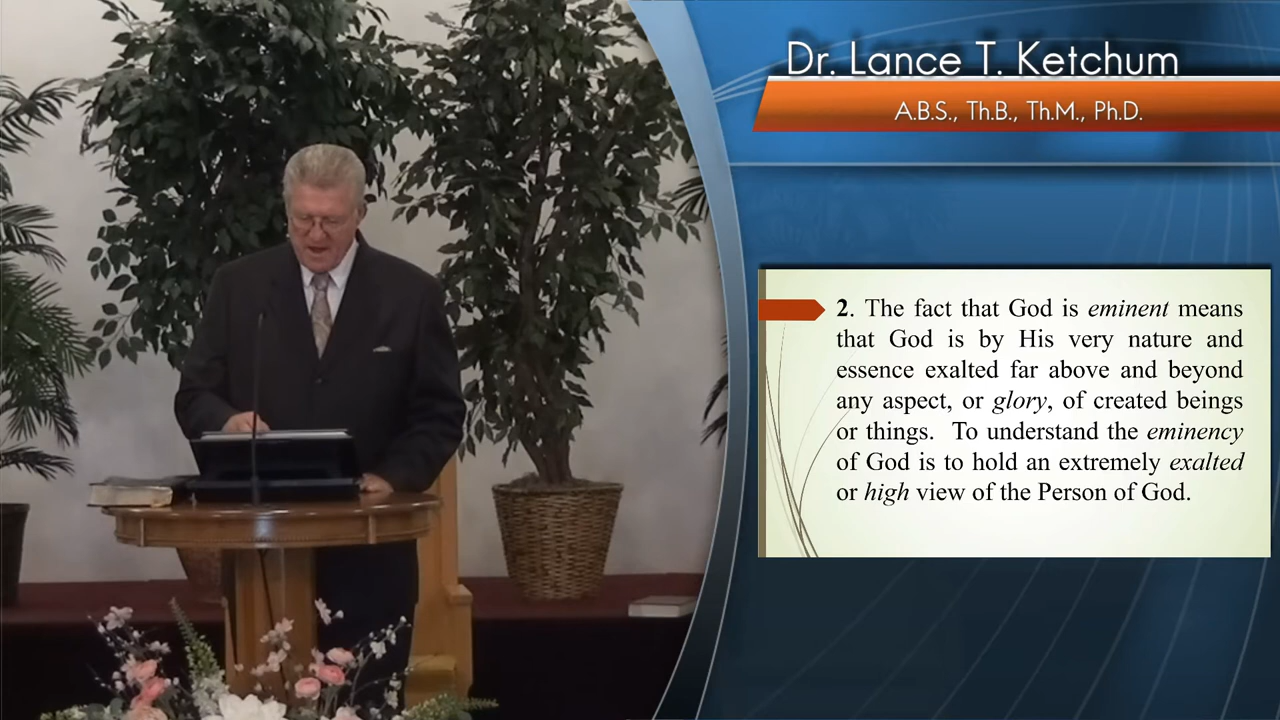 Dr. Lance T. Ketchum
A.B.S., Th.B., Th.M., Ph.D.
2. The fact that God is eminent means
that God is by His very nature and
essence exalted far above and beyond
any aspect, or glory, of created beings
or things.  To understand the eminency
of God is to hold an extremely exalted
or high view of the Person of God.